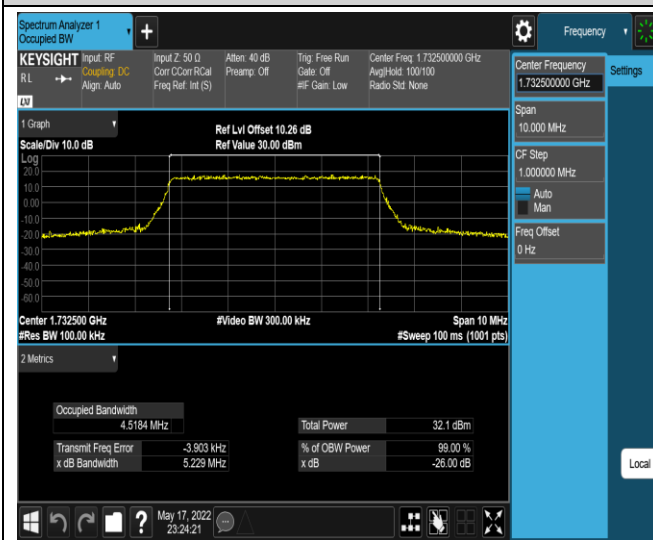 Spectrum Analyzer 1
Occupied BW
+
Frequency
KEYSIGHT
RL
Input: RF
Coupling: DC
Align: Auto
Input Z: 50 Ω
Corr CCorr RCal
Freq Ref: Int (S)
Atten: 40 dB
Preamp: Off
Trig: Free Run
Gate: Off
#IF Gain: Low
Center Freq: 1.732500000 GHz
Avg|Hold: 100/100
Radio Std: None
LXI
Center Frequency
1.732500000 GHz
Settings
Span
10.000 MHz
CF Step
1.000000 MHz
Auto
Man
Freq Offset
0 Hz
1 Graph
Scale/Div 10.0 dB
Ref Lvl Offset 10.26 dB
Ref Value 30.00 dBm
Log
20.0
10.0
0.00
-10.0
-20.0
-30.0
-40.0
-50.0
-60.0
Center 1.732500 GHz
#Video BW 300.00 kHz
Span 10 MHz
#Res BW 100.00 kHz
#Sweep 100 ms (1001 pts)
2 Metrics
Occupied Bandwidth
4.5184 MHz
Total Power 32.1 dBm
Transmit Freq Error -3.903 kHz
% of OBW Power 99.00 %
x dB Bandwidth 5.229 MHz
x dB -26.00 dB
Local
?
May 17, 2022
23:24:21